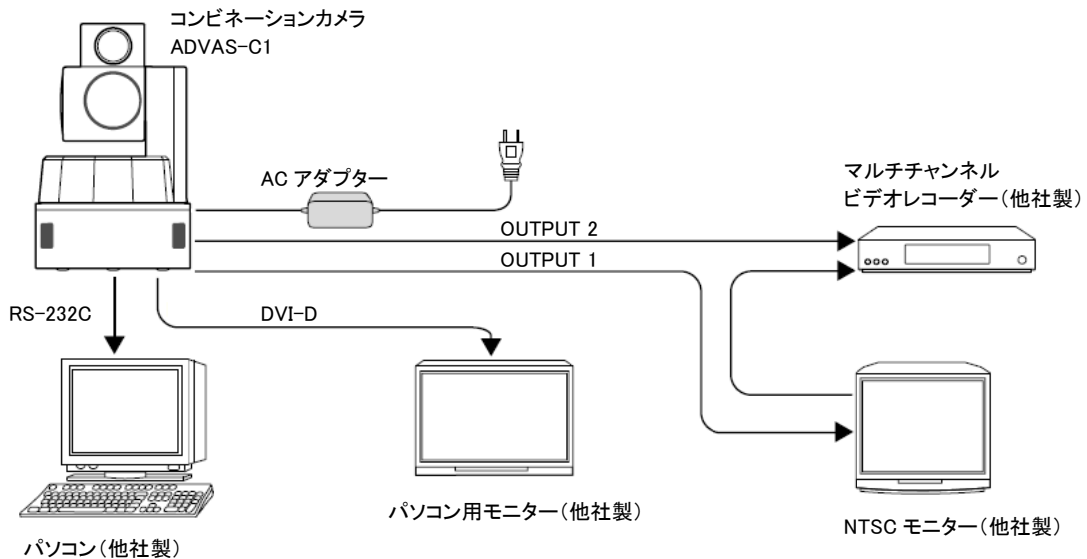 コンビネーションカメラ
ADVAS-C1
AC アダプター
マルチチャンネル
ビデオレコーダー(他社製)
OUTPUT 2
OUTPUT 1
RS-232C
DVI-D
パソコン用モニター(他社製)
NTSC モニター(他社製)
パソコン(他社製)